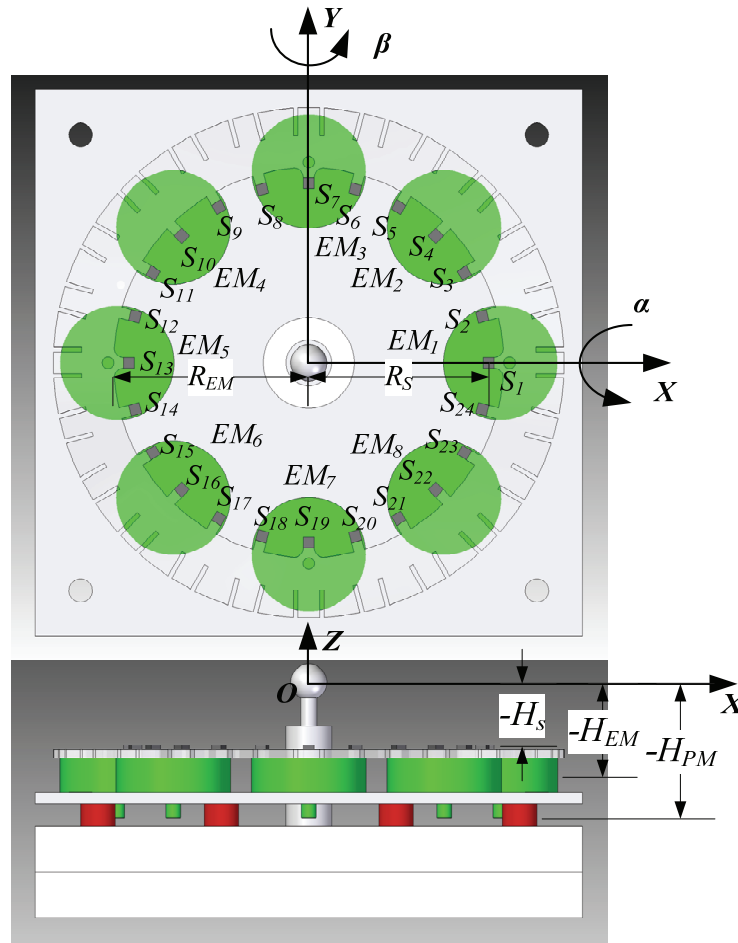 Y
β
S7
S8
S6
S9
S5
S10
EM3
S4
S11
EM4
EM2
S3
α
S12
S2
EM5
EM1
S13
REM
RS
S1
X
S14
S24
EM6
EM8
S15
S23
S16
EM7
S22
S17
S21
S18
S19
S20
Z
O
X
-Hs
-HEM
-HPM